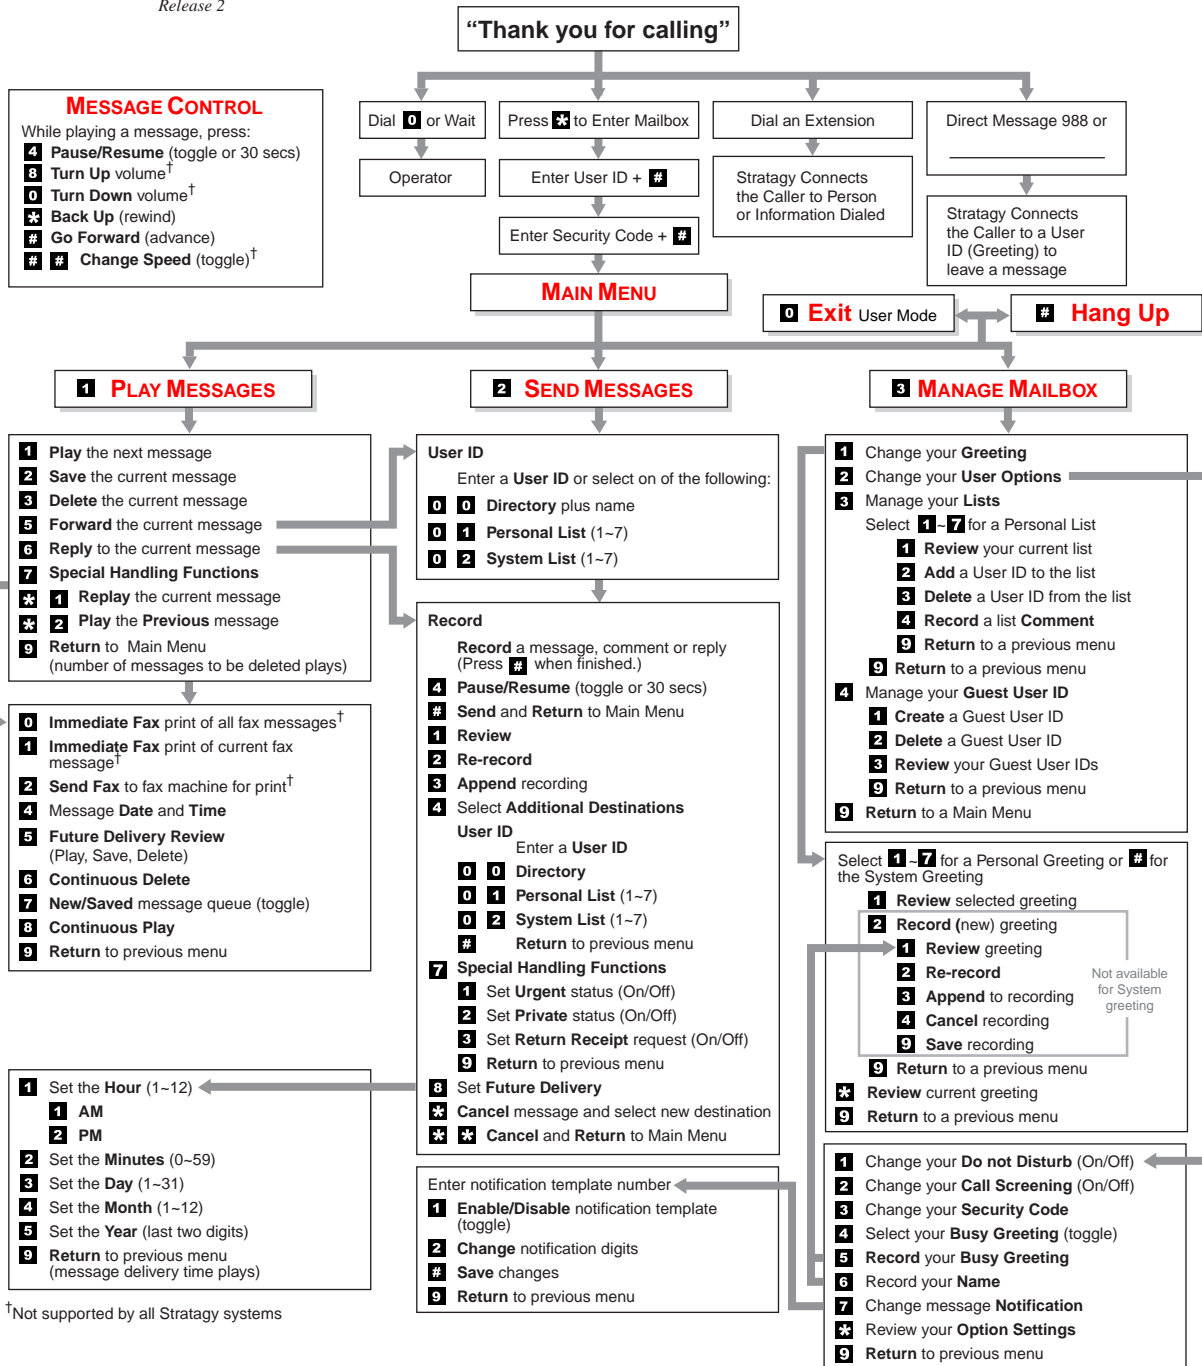 Release 2
“Thank you for calling”
MESSAGE CONTROL
While playing a message, press:
4 Pause/Resume (toggle or 30 secs)
8 Turn Up volume†
0 Turn Down volume†
* Back Up (rewind)
# Go Forward (advance)
# # Change Speed (toggle)†
Dial 0 or Wait
Operator
Press * to Enter Mailbox
Enter User ID + #
Enter Security Code + #
Dial an Extension
Stratagy Connects
the Caller to Person
or Information Dialed
Direct Message 988 or
Stratagy Connects
the Caller to a User
ID (Greeting) to
leave a message
MAIN MENU
0 Exit User Mode
# Hang Up
1 PLAY MESSAGES
1 Play the next message
2 Save the current message
3 Delete the current message
5 Forward the current message
6 Reply to the current message
7 Special Handling Functions
* 1 Replay the current message
* 2 Play the Previous message
9 Return to Main Menu
(number of messages to be deleted plays)
0 Immediate Fax print of all fax messages†
1 Immediate Fax print of current fax
message†
2 Send Fax to fax machine for print†
4 Message Date and Time
5 Future Delivery Review
(Play, Save, Delete)
6 Continuous Delete
7 New/Saved message queue (toggle)
8 Continuous Play
9 Return to previous menu
1 Set the Hour (1~12)
1 AM
2 PM
2 Set the Minutes (0~59)
3 Set the Day (1~31)
4 Set the Month (1~12)
5 Set the Year (last two digits)
9 Return to previous menu
(message delivery time plays)
†Not supported by all Stratagy systems
2 SEND MESSAGES
User ID
Enter a User ID or select on of the following:
0 0 Directory plus name
0 1 Personal List (1~7)
0 2 System List (1~7)
Record
Record a message, comment or reply
(Press # when finished.)
4 Pause/Resume (toggle or 30 secs)
# Send and Return to Main Menu
1 Review
2 Re-record
3 Append recording
4 Select Additional Destinations
User ID
Enter a User ID
0 0 Directory
0 1 Personal List (1~7)
0 2 System List (1~7)
# Return to previous menu
7 Special Handling Functions
1 Set Urgent status (On/Off)
2 Set Private status (On/Off)
3 Set Return Receipt request (On/Off)
9 Return to previous menu
8 Set Future Delivery
* Cancel message and select new destination
* * Cancel and Return to Main Menu
Enter notification template number
1 Enable/Disable notification template
(toggle)
2 Change notification digits
# Save changes
9 Return to previous menu
3 MANAGE MAILBOX
1 Change your Greeting
2 Change your User Options
3 Manage your Lists
Select 1 ~ 7 for a Personal List
1 Review your current list
2 Add a User ID to the list
3 Delete a User ID from the list
4 Record a list Comment
9 Return to a previous menu
9 Return to a previous menu
4 Manage your Guest User ID
1 Create a Guest User ID
2 Delete a Guest User ID
3 Review your Guest User IDs
9 Return to a previous menu
9 Return to a Main Menu
Select 1 ~ 7 for a Personal Greeting or # for
the System Greeting
1 Review selected greeting
2 Record (new) greeting
1 Review greeting
2 Re-record
3 Append to recording
4 Cancel recording
9 Save recording
Not available
for System
greeting
9 Return to a previous menu
* Review current greeting
9 Return to a previous menu
1 Change your Do not Disturb (On/Off)
2 Change your Call Screening (On/Off)
3 Change your Security Code
4 Select your Busy Greeting (toggle)
5 Record your Busy Greeting
6 Record your Name
7 Change message Notification
* Review your Option Settings
9 Return to previous menu